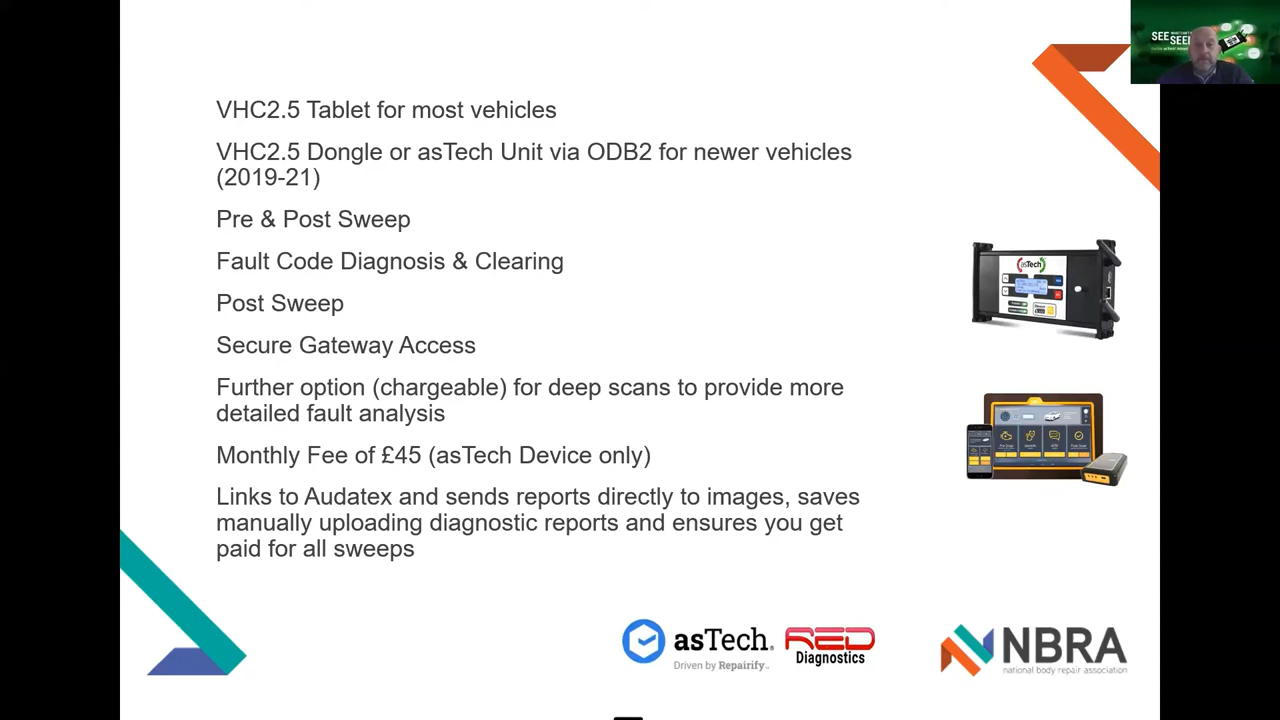 SEE
SEE
VHC2.5 Tablet for most vehicles
VHC2.5 Dongle or asTech Unit via ODB2 for newer vehicles
(2019-21)
Pre & Post Sweep
Fault Code Diagnosis & Clearing
Post Sweep
Secure Gateway Access
Further option (chargeable) for deep scans to provide more
detailed fault analysis
Monthly Fee of £45 (asTech Device only)
Links to Audatex and sends reports directly to images, saves
manually uploading diagnostic reports and ensures you get
paid for all sweeps
asTech
asTech®
Driven by Repairify™
RED
Diagnostics
NBRA
national body repair association